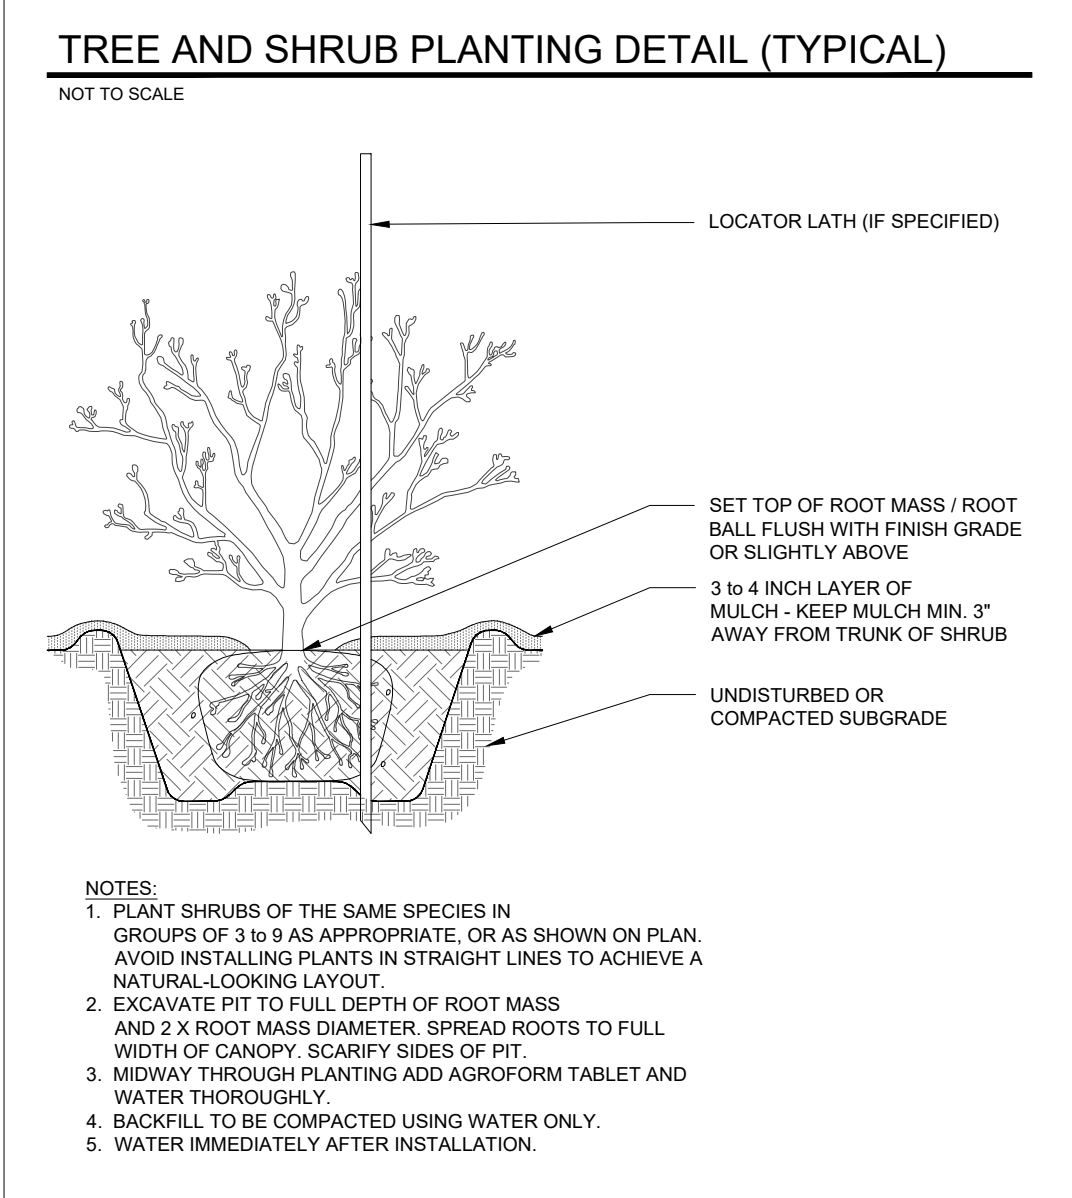 TREE AND SHRUB PLANTING DETAIL (TYPICAL)
NOT TO SCALE
LOCATOR LATH (IF SPECIFIED)
SET TOP OF ROOT MASS / ROOT
BALL FLUSH WITH FINISH GRADE
OR SLIGHTLY ABOVE
3 to 4 INCH LAYER OF
MULCH - KEEP MULCH MIN. 3"
AWAY FROM TRUNK OF SHRUB
UNDISTURBED OR
COMPACTED SUBGRADE
NOTES:
1. PLANT SHRUBS OF THE SAME SPECIES IN
GROUPS OF 3 to 9 AS APPROPRIATE, OR AS SHOWN ON PLAN.
AVOID INSTALLING PLANTS IN STRAIGHT LINES TO ACHIEVE A
NATURAL-LOOKING LAYOUT.
2. EXCAVATE PIT TO FULL DEPTH OF ROOT MASS
AND 2 X ROOT MASS DIAMETER. SPREAD ROOTS TO FULL
WIDTH OF CANOPY. SCARIFY SIDES OF PIT.
3. MIDWAY THROUGH PLANTING ADD AGROFORM TABLET AND
WATER THOROUGHLY.
4. BACKFILL TO BE COMPACTED USING WATER ONLY.
5. WATER IMMEDIATELY AFTER INSTALLATION.